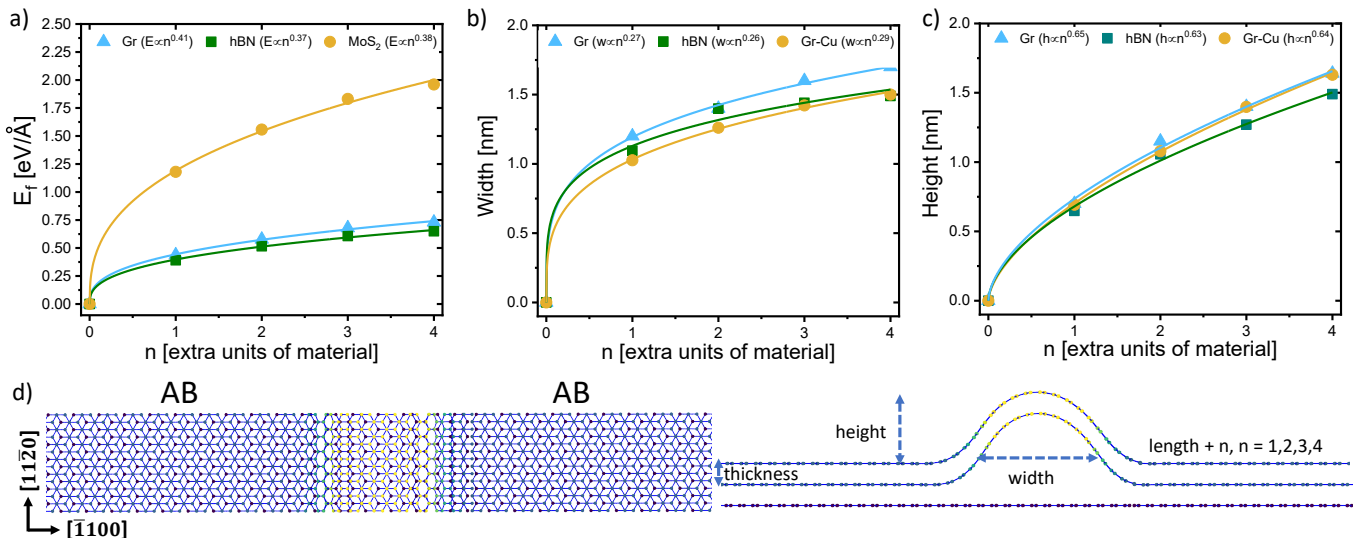 a)
Gr (E∝n^0.41) hBN (E∝n^0.37) MoS₂ (E∝n^0.38)
2.50
2.25
2.00
1.75
1.50
1.25
1.00
0.75
0.50
0.25
0.00
E_f [eV/Å]
0 1 2 3 4
n [extra units of material]
b)
Gr (w∝n^0.27) hBN (w∝n^0.26) Gr-Cu (w∝n^0.29)
2.0
1.5
1.0
0.5
0.0
Width [nm]
0 1 2 3 4
n [extra units of material]
c)
Gr (h∝n^0.65) hBN (h∝n^0.63) Gr-Cu (h∝n^0.64)
2.0
1.5
1.0
0.5
0.0
Height [nm]
0 1 2 3 4
n [extra units of material]
d)
AB AB
[112̄0]
[1̄100]
height
length + n, n = 1,2,3,4
thickness
width